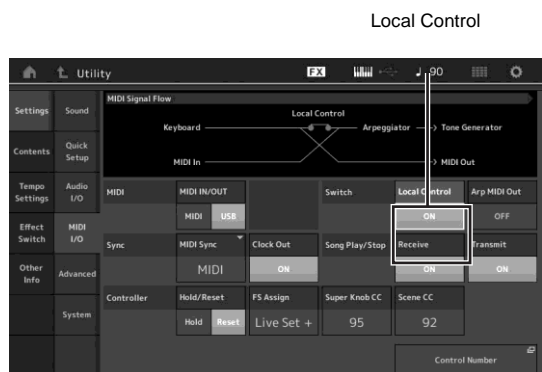 Local Control
Utility
FX
90
Settings
Sound
Contents
Quick Setup
Tempo Settings
Audio I/O
Effect Switch
MIDI I/O
Other Info
Advanced
System
MIDI Signal Flow
Local Control
Keyboard
Arpeggiator
Tone Generator
MIDI In
MIDI Out
MIDI
MIDI IN/OUT
Switch
Local Control
Arp MIDI Out
MIDI
USB
ON
OFF
Sync
MIDI Sync
Clock Out
Song Play/Stop
Receive
Transmit
MIDI
ON
ON
ON
Controller
Hold/Reset
FS Assign
Super Knob CC
Scene CC
Hold
Reset
Live Set +
95
92
Control Number